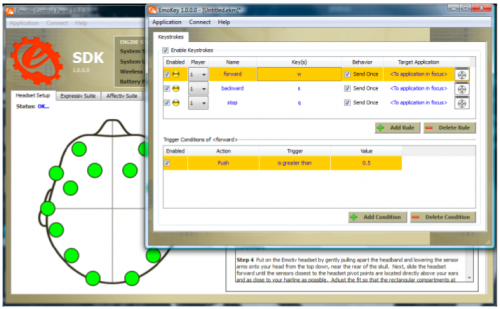 EmoKey 1.0.0.0 - [Untitled.ekm]*
Application Connect Help
Application Connect Help
Keystrokes
Enable Keystrokes
Enabled Player Name Key(s) Behavior Target Application
1 forward w Send Once <To application in focus>
1 backward s Send Once <To application in focus>
1 stop q Send Once <To application in focus>
Add Rule Delete Rule
Trigger Conditions of <forward>
Enabled Action Trigger Value
Push is greater than 0.5
Add Condition Delete Condition
SDK
1.0.0.3
ENGINE
System
System
Wireless
Battery
Headset Setup Expressiv Suite Affectiv Suite
Status: OK...
Step 4 Put on the Emotiv headset by gently pulling apart the headband and lowering the sensor
arms onto your head from the top down, near the rear of the skull. Next, slide the headset
forward until the sensors closest to the headset pivot points are located directly above your ears
and as close to your hairline as possible. Adjust the fit so that the rectangular compartments at